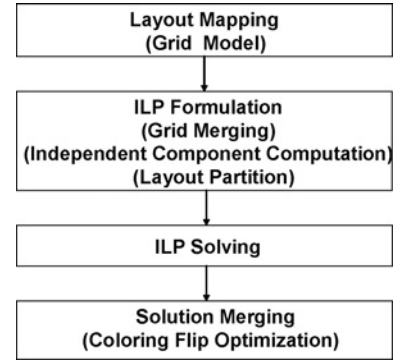 Layout Mapping
(Grid Model)
ILP Formulation
(Grid Merging)
(Independent Component Computation)
(Layout Partition)
ILP Solving
Solution Merging
(Coloring Flip Optimization)